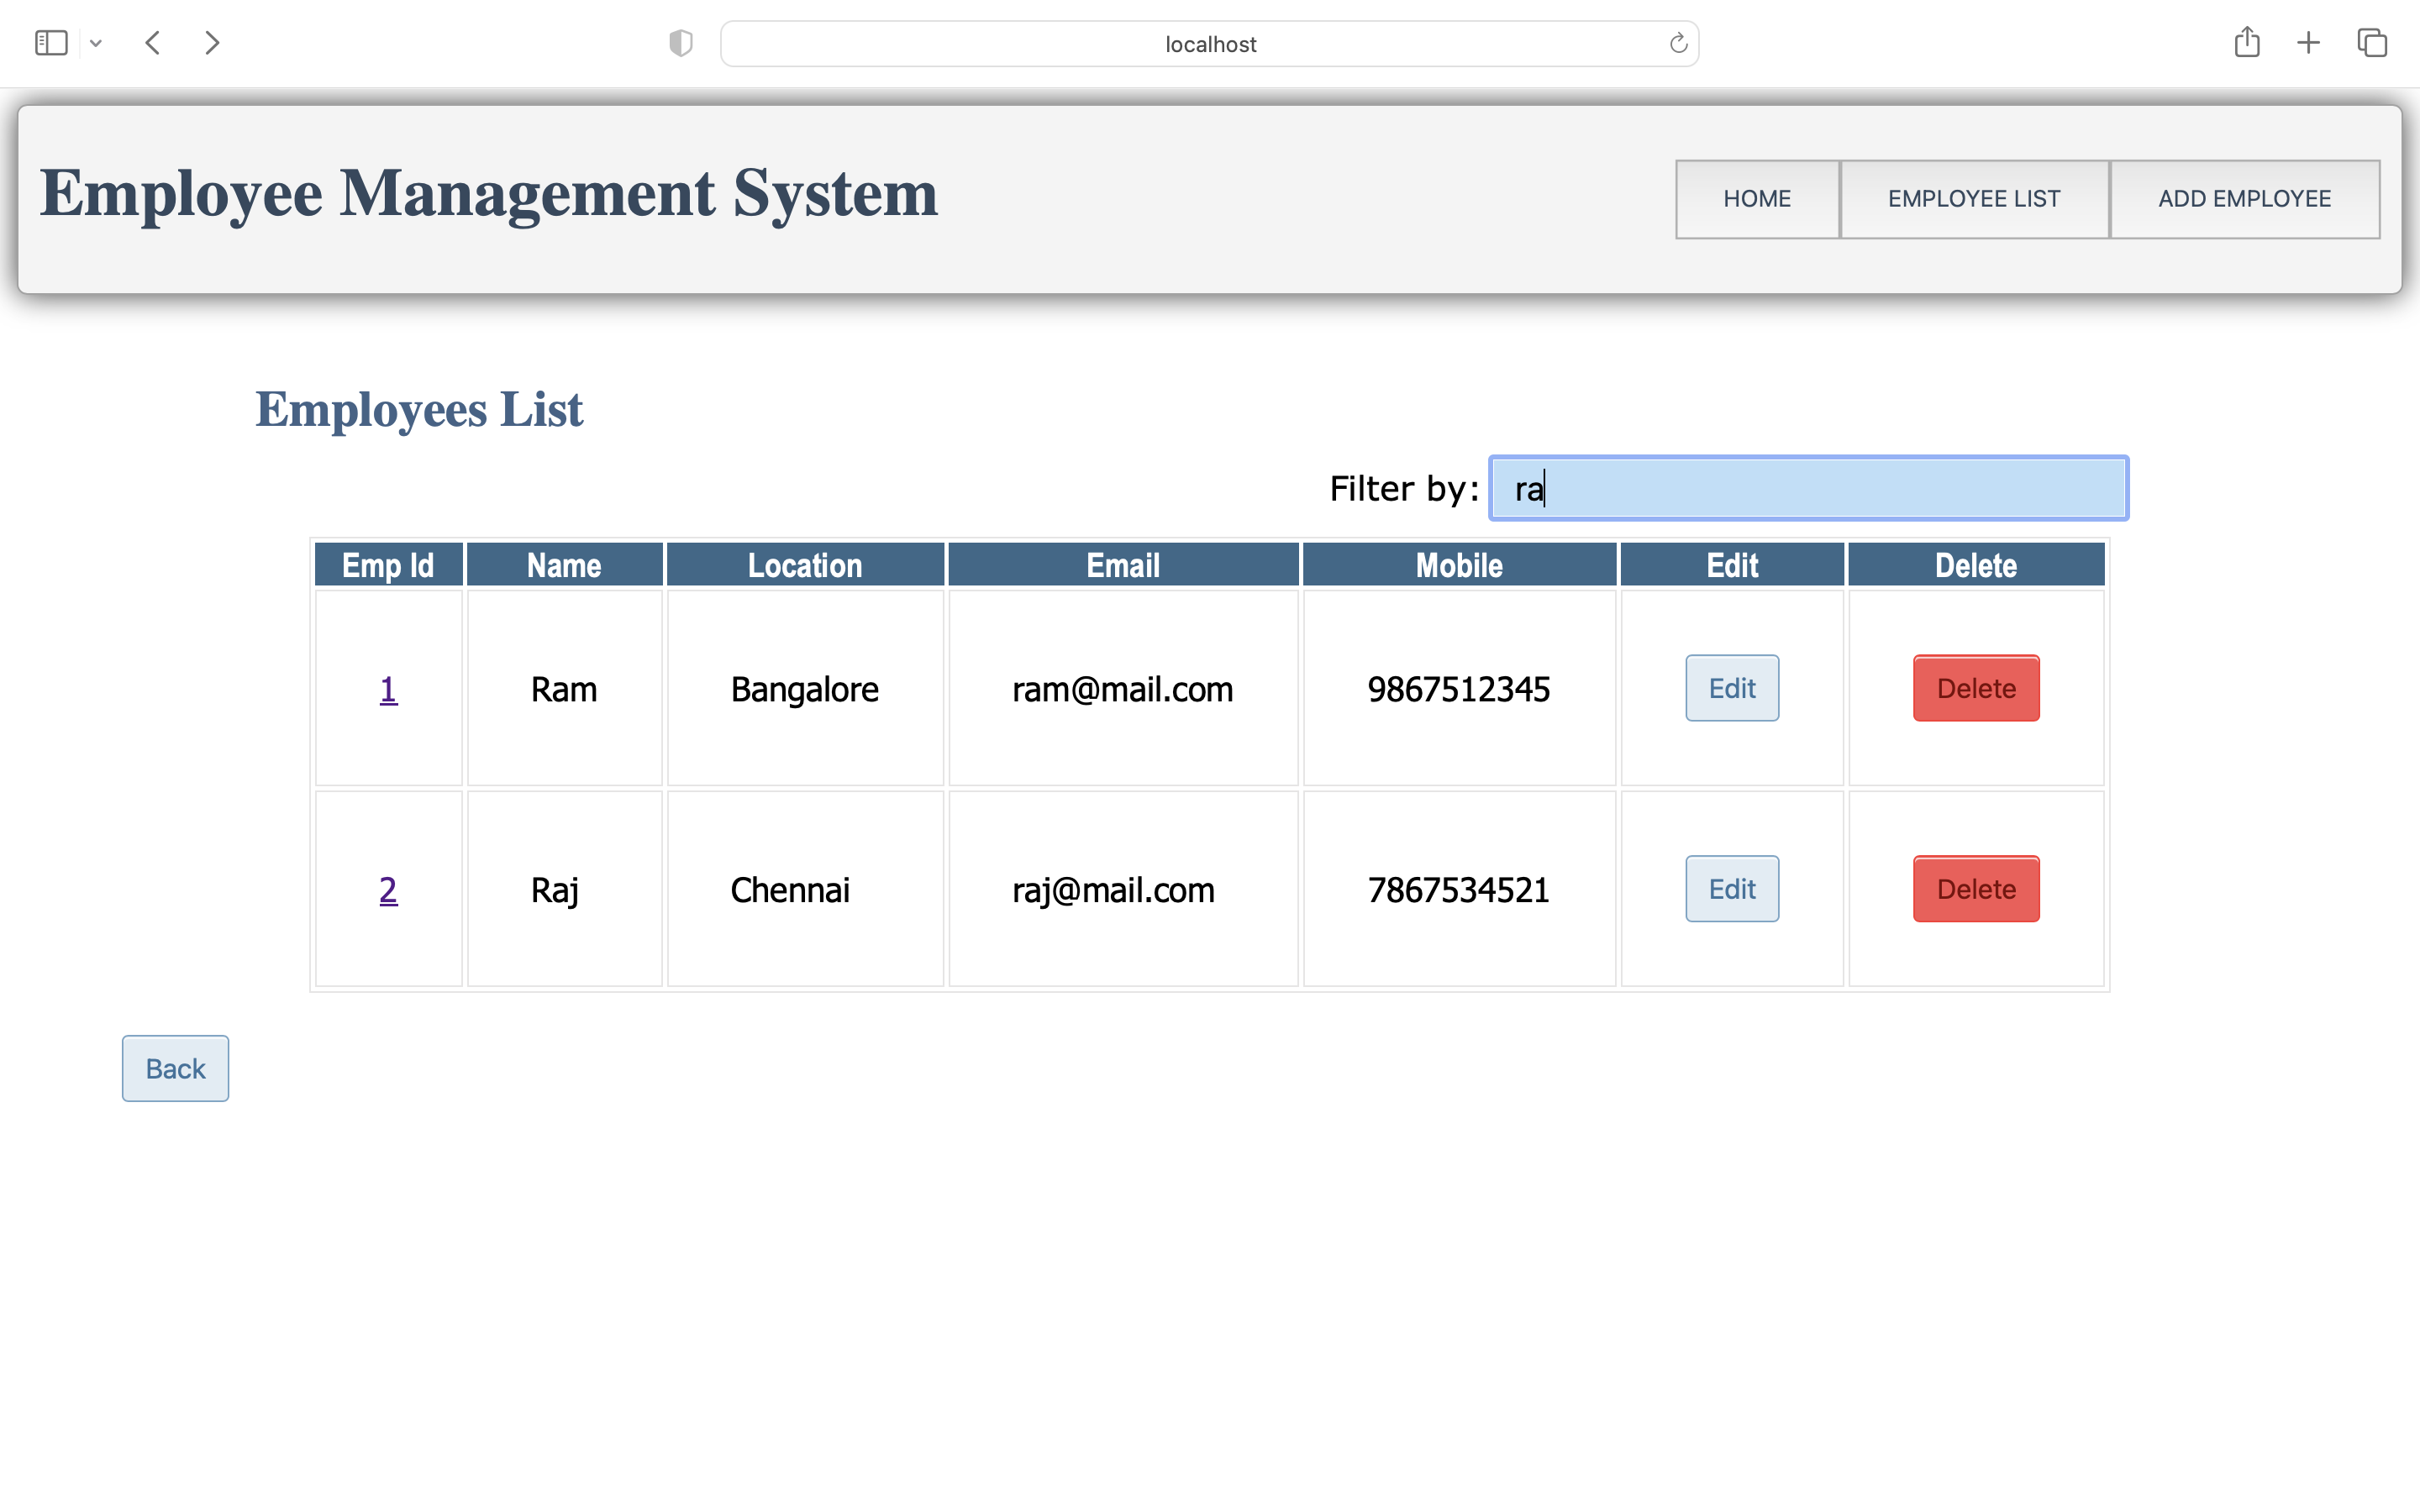 localhost
Employee Management System
HOME EMPLOYEE LIST ADD EMPLOYEE
Employees List
Filter by: ra
Emp Id Name Location Email Mobile Edit Delete
1 Ram Bangalore ram@mail.com 9867512345 Edit Delete
2 Raj Chennai raj@mail.com 7867534521 Edit Delete
Back